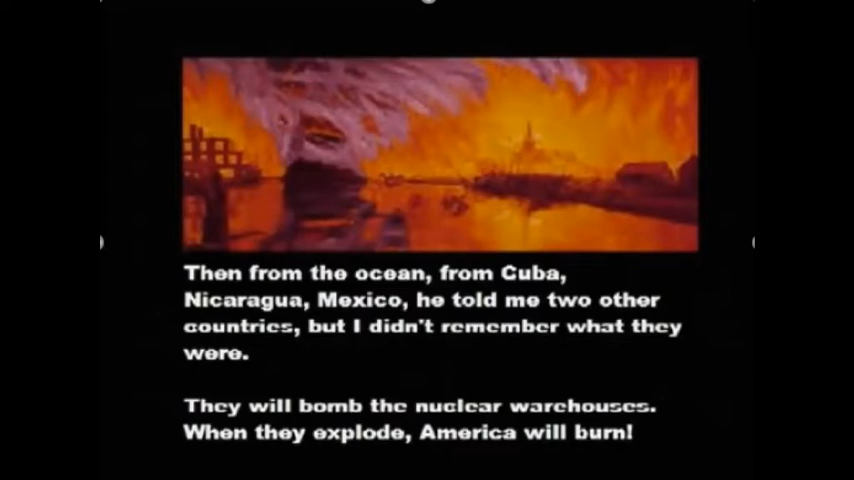 Then from the ocean, from Cuba,
Nicaragua, Mexico, he told me two other
countries, but I didn't remember what they
were.
They will bomb the nuclear warehouses.
When they explode, America will burn!